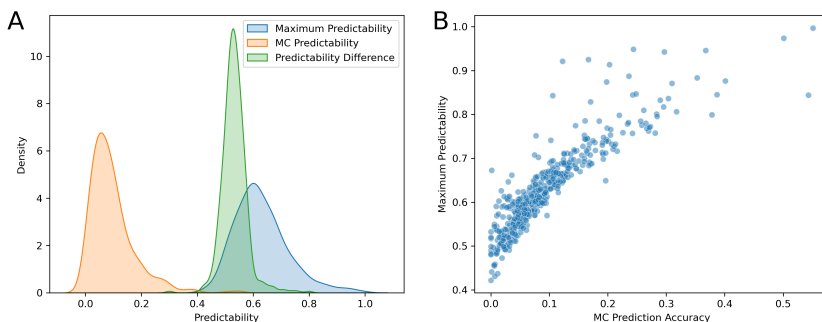 A
Density
10
8
6
4
2
0
0.0 0.2 0.4 0.6 0.8 1.0
Predictability
Maximum Predictability
MC Predictability
Predictability Difference
B
Maximum Predictability
1.0
0.9
0.8
0.7
0.6
0.5
0.4
0.0 0.1 0.2 0.3 0.4 0.5
MC Prediction Accuracy